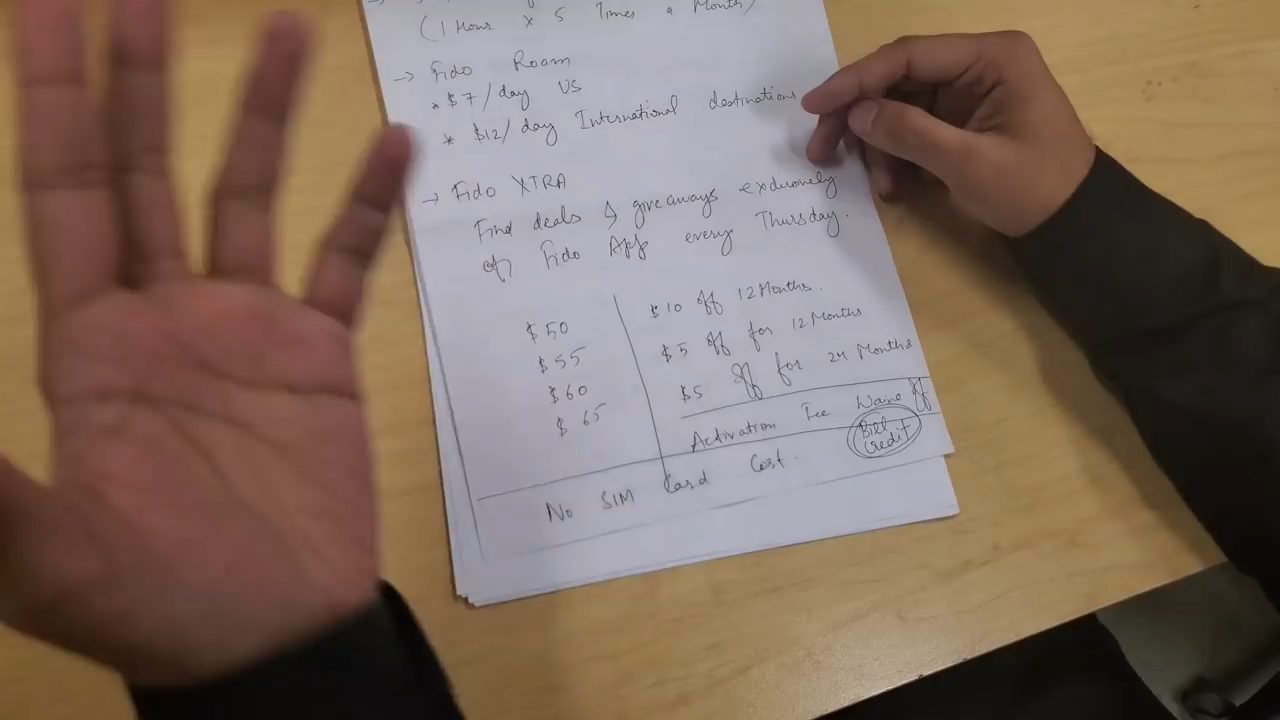 (1 Hour x 5 Times a Month)
→ Fido Roam
* $7/day US
* $12/day International destinations
→ Fido XTRA
Find deals & giveaways exclusively
of Fido App every Thursday.
$50
$55
$60
$65
$10 off 12 Months.
$5 off for 12 Months
$5 off for 24 Months
Activation Fee Waive off
Bill
credit
No SIM Card Cost.